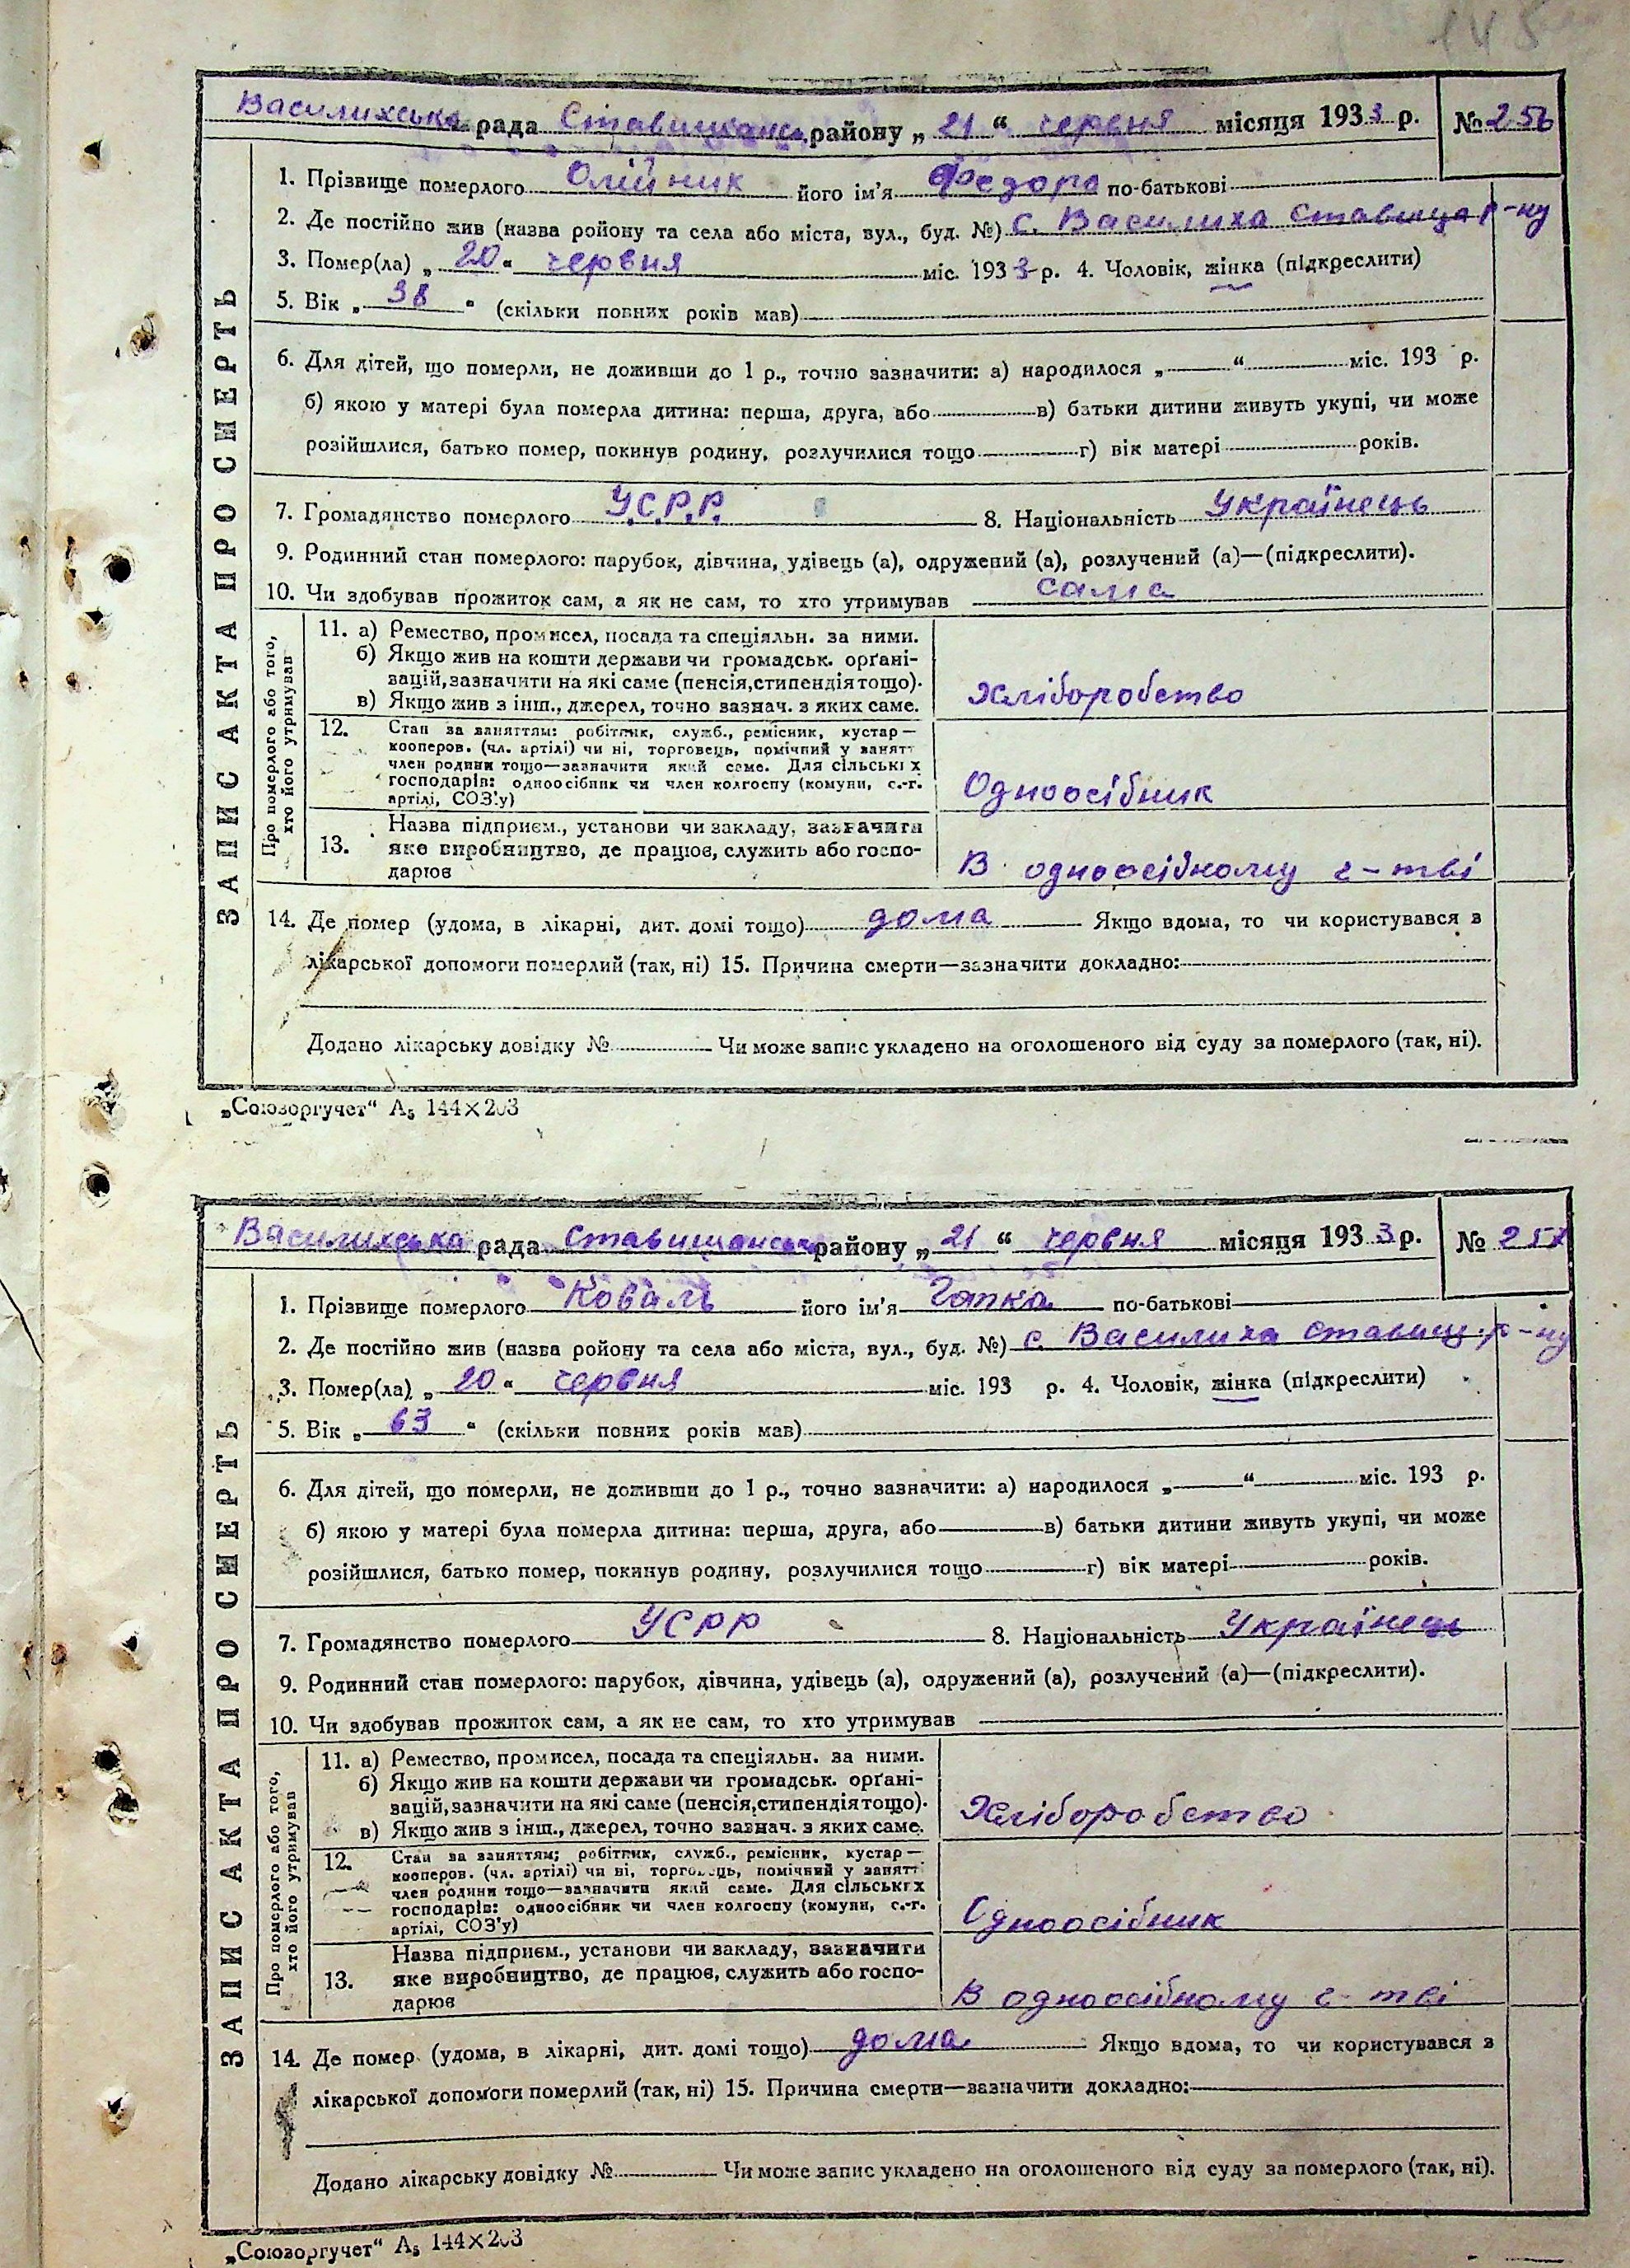 145
Василихська рада Ставищанськ. району „ 21 “ червня місяця 1933 р. № 256
ЗАПИС АКТА ПРО СМЕРТЬ
1. Прізвище померлого Олійник його ім’я Федора по-батькові
2. Де постійно жив (назва ройону та села або міста, вул., буд. №) с. Василиха Ставищ р-ну
3. Помер(ла) „ 20 “ червня міс. 1933 р. 4. Чоловік, жінка (підкреслити)
5. Вік „ 38 “ (скільки повних років мав)
6. Для дітей, що померли, не доживши до 1 р., точно зазначити: а) народилося „ “ міс. 193 р.
б) якою у матері була померла дитина: перша, друга, або в) батьки дитини живуть укупі, чи може
розійшлися, батько помер, покинув родину, розлучилися тощо г) вік матері років.
7. Громадянство померлого У.С.Р.Р. 8. Національність Українець
9. Родинний стан померлого: парубок, дівчина, удівець (а), одружений (а), розлучений (а)—(підкреслити).
10. Чи здобував прожиток сам, а як не сам, то хто утримував сама
Про померлого або того, хто його утримував
11. а) Ремество, промисел, посада та спеціяльн. за ними.
б) Якщо жив на кошти держави чи громадськ. орґані-
зацій, зазначити на які саме (пенсія, стипендія тощо).
в) Якщо жив з інш., джерел, точно зазнач. з яких саме.
Хліборобство
12. Стан за заняттям: робітник, служб., ремісник, кустар—
кооперов. (чл. артілі) чи ні, торговець, помічний у занятт
член родини тощо—зазначити який саме. Для сільських
господарів: одноосібник чи член колгоспу (комуни, с.-г.
артілі, СОЗ’у)
Одноосібник
Назва підприєм., установи чи закладу, зазначити
13. яке виробництво, де працює, служить або госпо-
дарює
В одноосібному г-тві
14. Де помер (удома, в лікарні, дит. домі тощо) дома Якщо вдома, то чи користувався з
лікарської допомоги померлий (так, ні) 15. Причина смерти—зазначити докладно:
Додано лікарську довідку № Чи може запис укладено на оголошеного від суду за померлого (так, ні).
„Союзоргучет“ А₅ 144×203
Василихська рада Ставищанськ району „ 21 “ червня місяця 1933 р. № 257
ЗАПИС АКТА ПРО СМЕРТЬ
1. Прізвище померлого Коваль його ім’я Гапка по-батькові
2. Де постійно жив (назва ройону та села або міста, вул., буд. №) с. Василиха Ставищ. р-ну
3. Помер(ла) „ 20 “ червня міс. 193 р. 4. Чоловік, жінка (підкреслити)
5. Вік „ 63 “ (скільки повних років мав)
6. Для дітей, що померли, не доживши до 1 р., точно зазначити: а) народилося „ “ міс. 193 р.
б) якою у матері була померла дитина: перша, друга, або в) батьки дитини живуть укупі, чи може
розійшлися, батько помер, покинув родину, розлучилися тощо г) вік матері років.
7. Громадянство померлого УСРР 8. Національність Українець
9. Родинний стан померлого: парубок, дівчина, удівець (а), одружений (а), розлучений (а)—(підкреслити).
10. Чи здобував прожиток сам, а як не сам, то хто утримував
Про померлого або того, хто його утримував
11. а) Ремество, промисел, посада та спеціяльн. за ними.
б) Якщо жив на кошти держави чи громадськ. орґані-
зацій, зазначити на які саме (пенсія, стипендія тощо).
в) Якщо жив з інш., джерел, точно зазнач. з яких саме.
Хліборобство
12. Стан за заняттям; робітник, служб., ремісник, кустар—
кооперов. (чл. артілі) чи ні, торговець, помічний у занятт
член родини тощо—зазначити який саме. Для сільських
господарів: одноосібник чи член колгоспу (комуни, с.-г.
артілі, СОЗ’у)
Одноосібник
Назва підприєм., установи чи закладу, зазначити
13. яке виробництво, де працює, служить або госпо-
дарює
В одноосібному г-тві
14. Де помер (удома, в лікарні, дит. домі тощо) дома Якщо вдома, то чи користувався з
лікарської допомоги померлий (так, ні) 15. Причина смерти—зазначити докладно:
Додано лікарську довідку № Чи може запис укладено на оголошеного від суду за померлого (так, ні).
„Союзоргучет“ А₅ 144×203